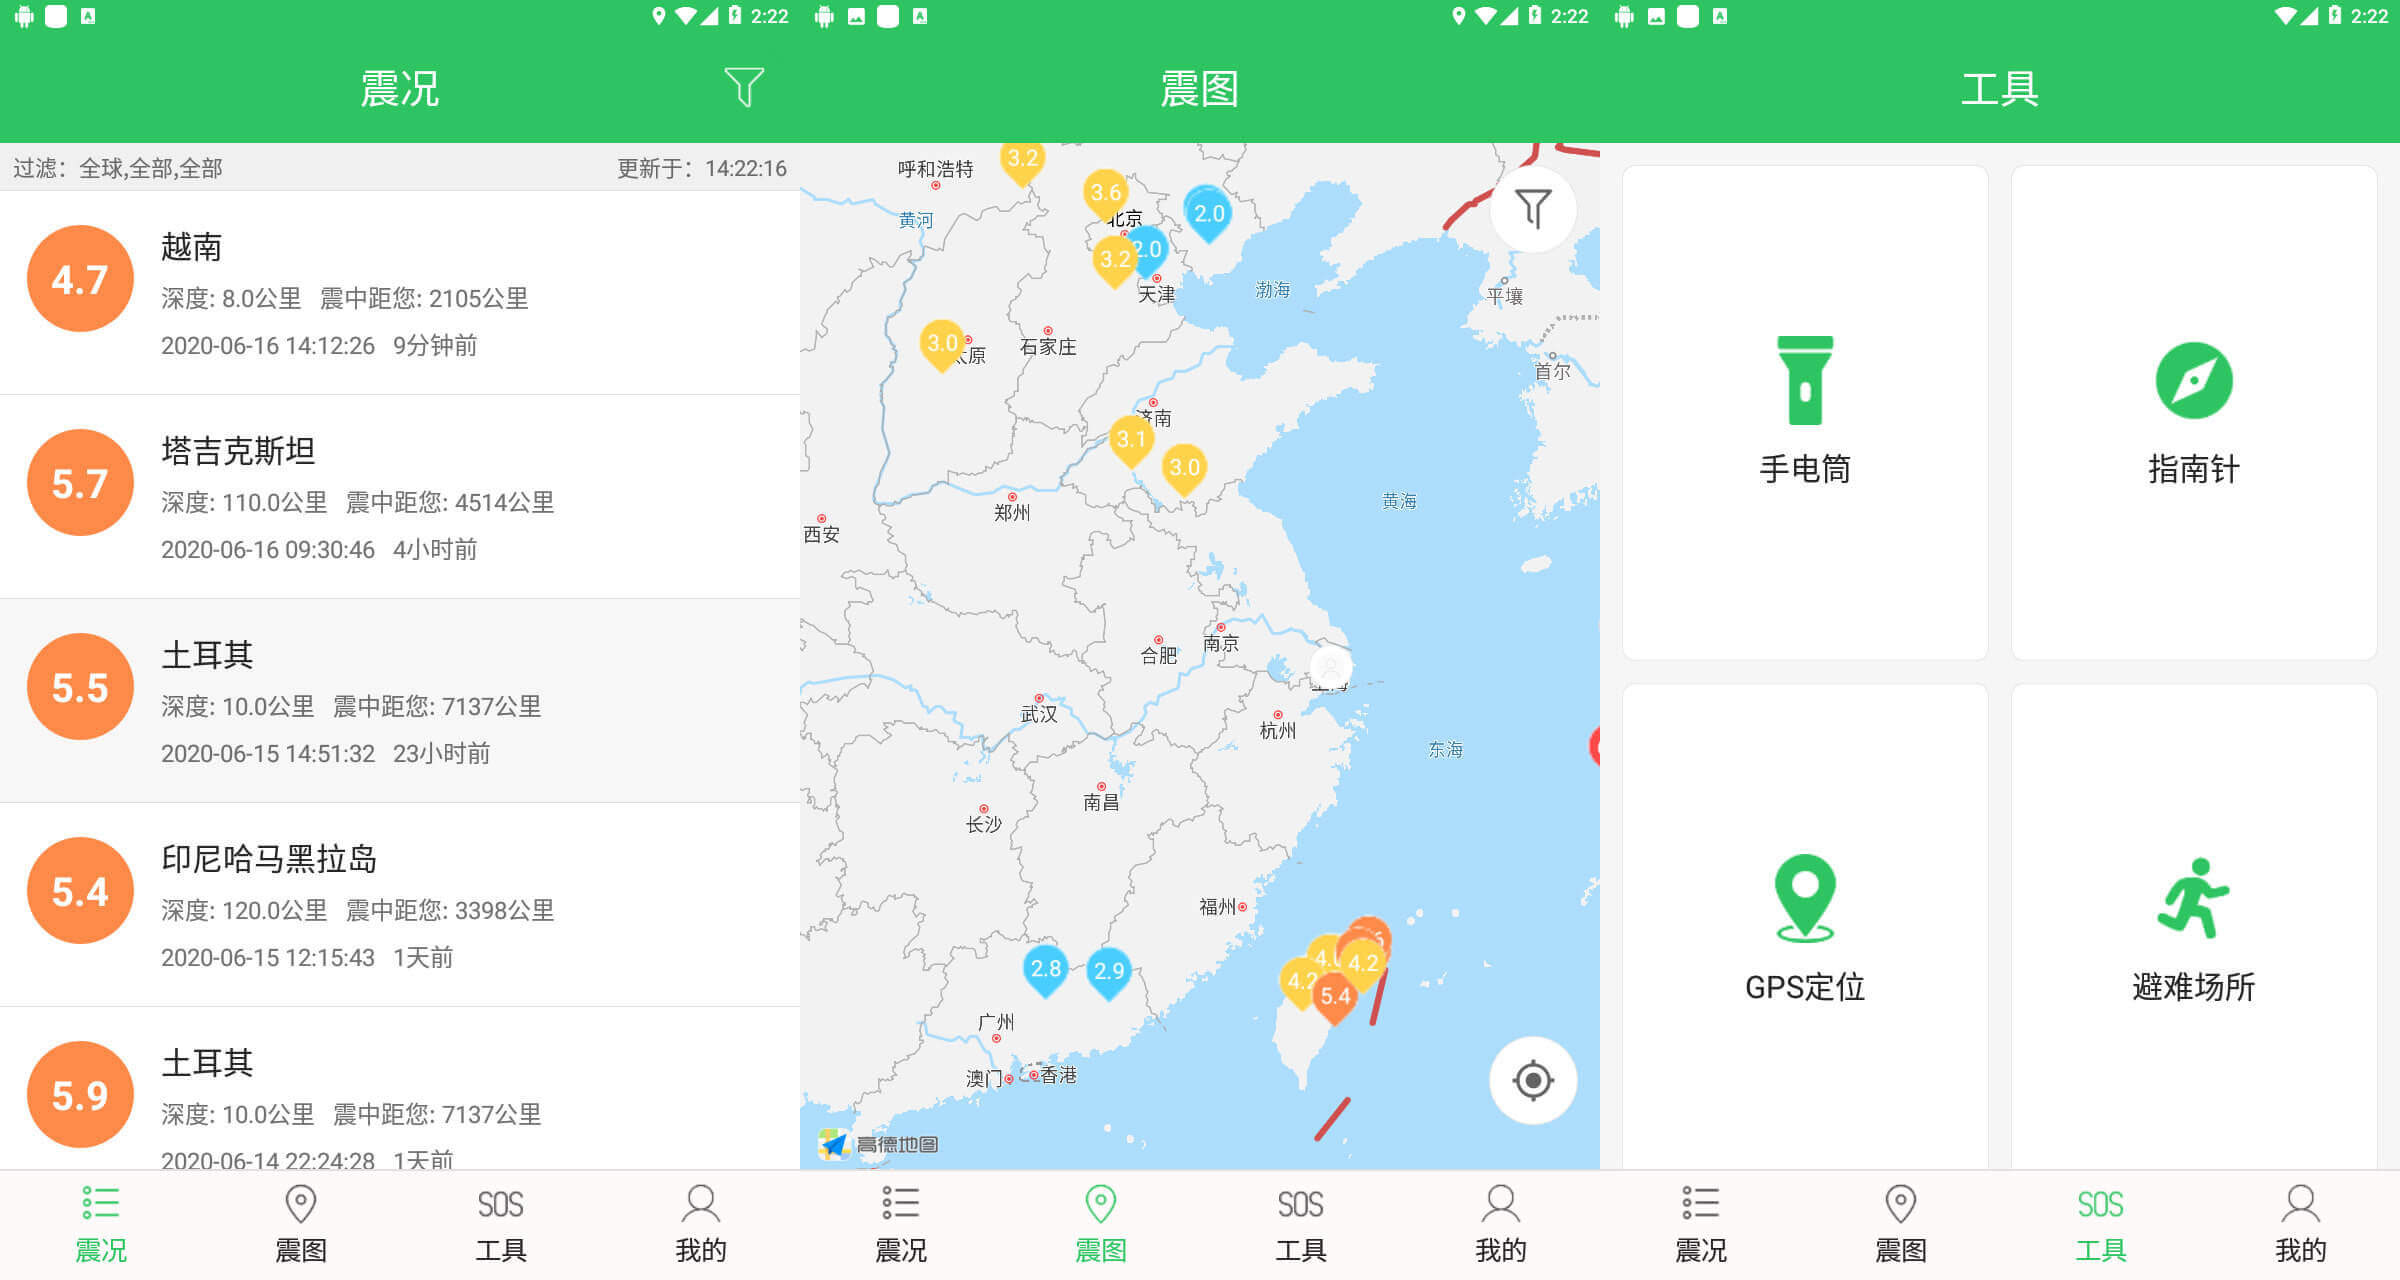 2:22
震况
过滤：全球,全部,全部
更新于：14:22:16
4.7
越南
深度: 8.0公里 震中距您: 2105公里
2020-06-16 14:12:26 9分钟前
5.7
塔吉克斯坦
深度: 110.0公里 震中距您: 4514公里
2020-06-16 09:30:46 4小时前
5.5
土耳其
深度: 10.0公里 震中距您: 7137公里
2020-06-15 14:51:32 23小时前
5.4
印尼哈马黑拉岛
深度: 120.0公里 震中距您: 3398公里
2020-06-15 12:15:43 1天前
5.9
土耳其
深度: 10.0公里 震中距您: 7137公里
2020-06-14 22:24:28 1天前
震况
震图
SOS
工具
我的
2:22
震图
3.2
呼和浩特
3.6
北京
黄河
2.0
2.0
3.2
天津
渤海
平壤
3.0
太原
石家庄
首尔
济南
3.1
3.0
黄海
郑州
西安
南京
合肥
上海
武汉
杭州
东海
南昌
长沙
福州
2.8
2.9
4.2
4.2
5.4
广州
澳门
香港
高德地图
震况
震图
SOS
工具
我的
2:22
工具
手电筒
指南针
GPS定位
避难场所
震况
震图
SOS
工具
我的